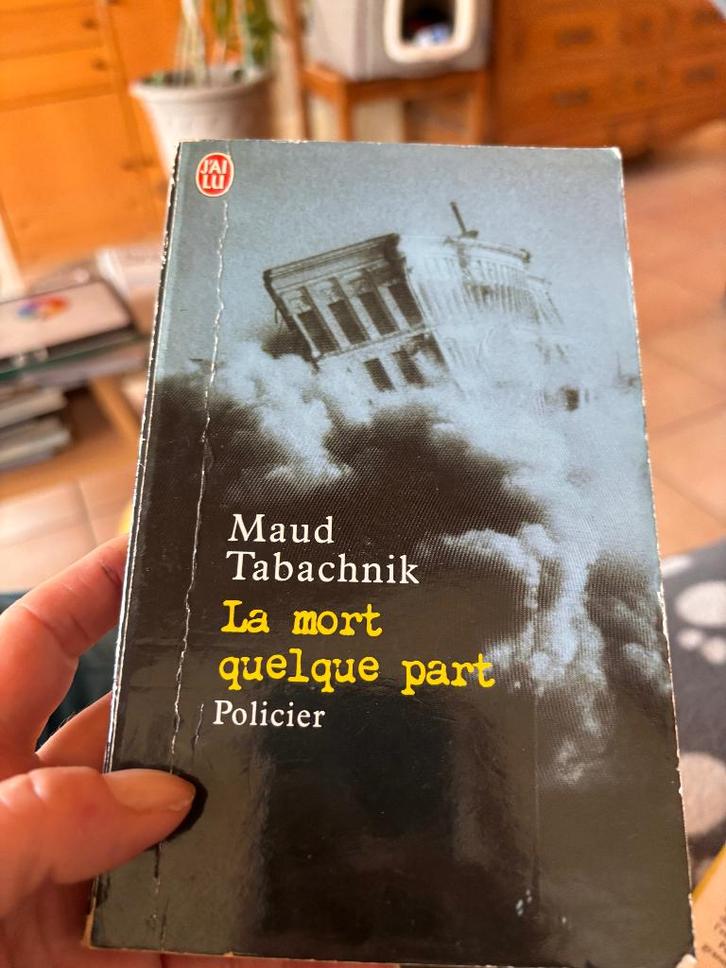 J'AI
LU
Maud
Tabachnik
La mort
quelque part
Policier